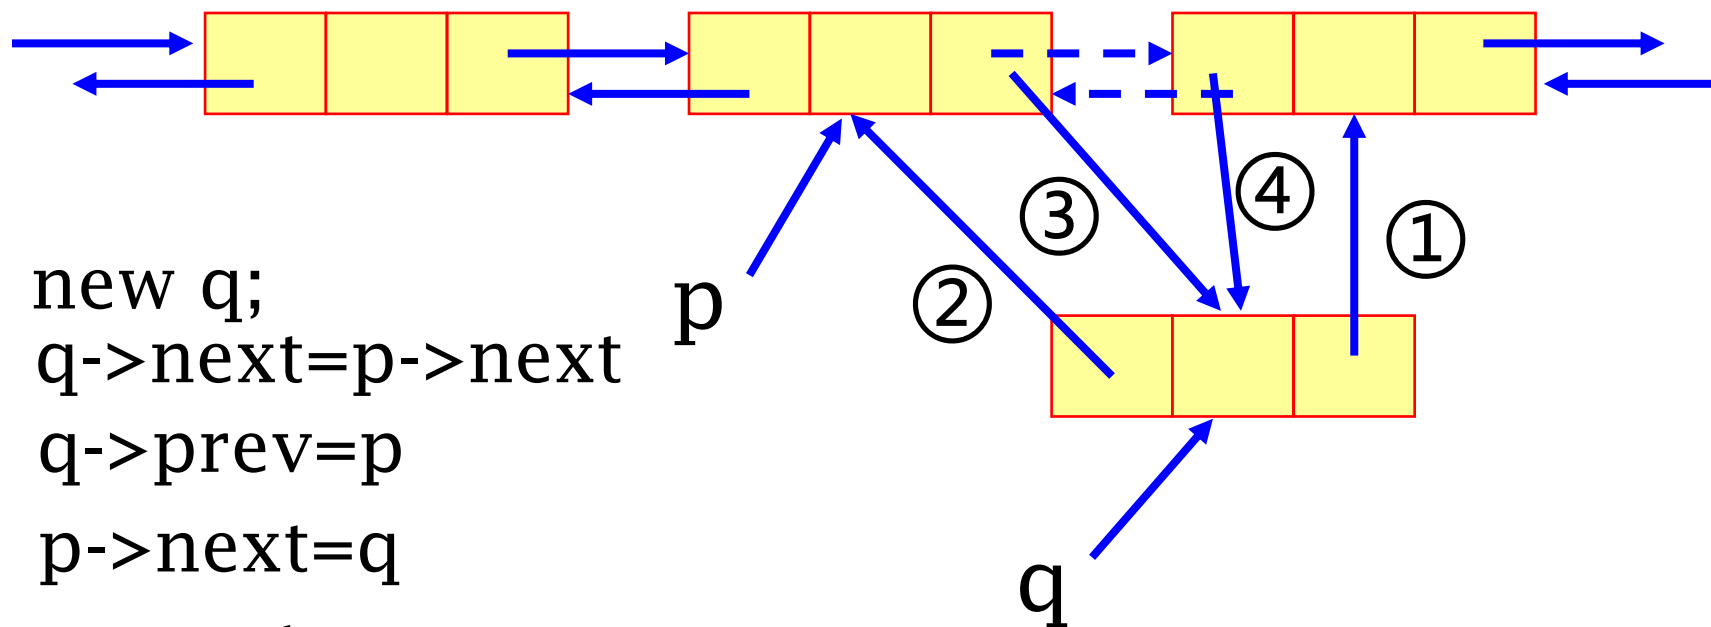 ③
④
①
②
p
new q;
q->next=p->next
q->prev=p
p->next=q
q